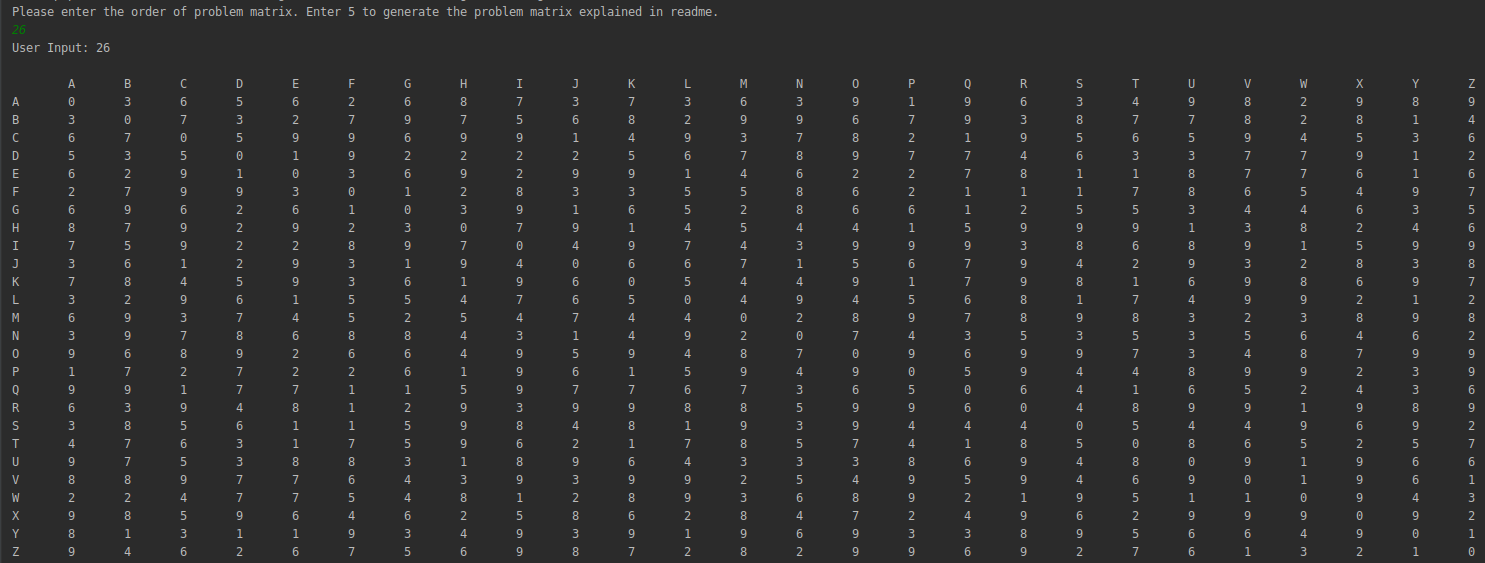 Please enter the order of problem matrix. Enter 5 to generate the problem matrix explained in readme.
26
User Input: 26
A B C D E F G H I J K L M N O P Q R S T U V W X Y Z
A 0 3 6 5 6 2 6 8 7 3 7 3 6 3 9 1 9 6 3 4 9 8 2 9 8 9
B 3 0 7 3 2 7 9 7 5 6 8 2 9 9 6 7 9 3 8 7 7 8 2 8 1 4
C 6 7 0 5 9 9 6 9 9 1 4 9 3 7 8 2 1 9 5 6 5 9 4 5 3 6
D 5 3 5 0 1 9 2 2 2 2 5 6 7 8 9 7 7 4 6 3 3 7 7 9 1 2
E 6 2 9 1 0 3 6 9 2 9 9 1 4 6 2 2 7 8 1 1 8 7 7 6 1 6
F 2 7 9 9 3 0 1 2 8 3 3 5 5 8 6 2 1 1 1 7 8 6 5 4 9 7
G 6 9 6 2 6 1 0 3 9 1 6 5 2 8 6 6 1 2 5 5 3 4 4 6 3 5
H 8 7 9 2 9 2 3 0 7 9 1 4 5 4 4 1 5 9 9 9 1 3 8 2 4 6
I 7 5 9 2 2 8 9 7 0 4 9 7 4 3 9 9 9 3 8 6 8 9 1 5 9 9
J 3 6 1 2 9 3 1 9 4 0 6 6 7 1 5 6 7 9 4 2 9 3 2 8 3 8
K 7 8 4 5 9 3 6 1 9 6 0 5 4 4 9 1 7 9 8 1 6 9 8 6 9 7
L 3 2 9 6 1 5 5 4 7 6 5 0 4 9 4 5 6 8 1 7 4 9 9 2 1 2
M 6 9 3 7 4 5 2 5 4 7 4 4 0 2 8 9 7 8 9 8 3 2 3 8 9 8
N 3 9 7 8 6 8 8 4 3 1 4 9 2 0 7 4 3 5 3 5 3 5 6 4 6 2
O 9 6 8 9 2 6 6 4 9 5 9 4 8 7 0 9 6 9 9 7 3 4 8 7 9 9
P 1 7 2 7 2 2 6 1 9 6 1 5 9 4 9 0 5 9 4 4 8 9 9 2 3 9
Q 9 9 1 7 7 1 1 5 9 7 7 6 7 3 6 5 0 6 4 1 6 5 2 4 3 6
R 6 3 9 4 8 1 2 9 3 9 9 8 8 5 9 9 6 0 4 8 9 9 1 9 8 9
S 3 8 5 6 1 1 5 9 8 4 8 1 9 3 9 4 4 4 0 5 4 4 9 6 9 2
T 4 7 6 3 1 7 5 9 6 2 1 7 8 5 7 4 1 8 5 0 8 6 5 2 5 7
U 9 7 5 3 8 8 3 1 8 9 6 4 3 3 3 8 6 9 4 8 0 9 1 9 6 6
V 8 8 9 7 7 6 4 3 9 3 9 9 2 5 4 9 5 9 4 6 9 0 1 9 6 1
W 2 2 4 7 7 5 4 8 1 2 8 9 3 6 8 9 2 1 9 5 1 1 0 9 4 3
X 9 8 5 9 6 4 6 2 5 8 6 2 8 4 7 2 4 9 6 2 9 9 9 0 9 2
Y 8 1 3 1 1 9 3 4 9 3 9 1 9 6 9 3 3 8 9 5 6 6 4 9 0 1
Z 9 4 6 2 6 7 5 6 9 8 7 2 8 2 9 9 6 9 2 7 6 1 3 2 1 0